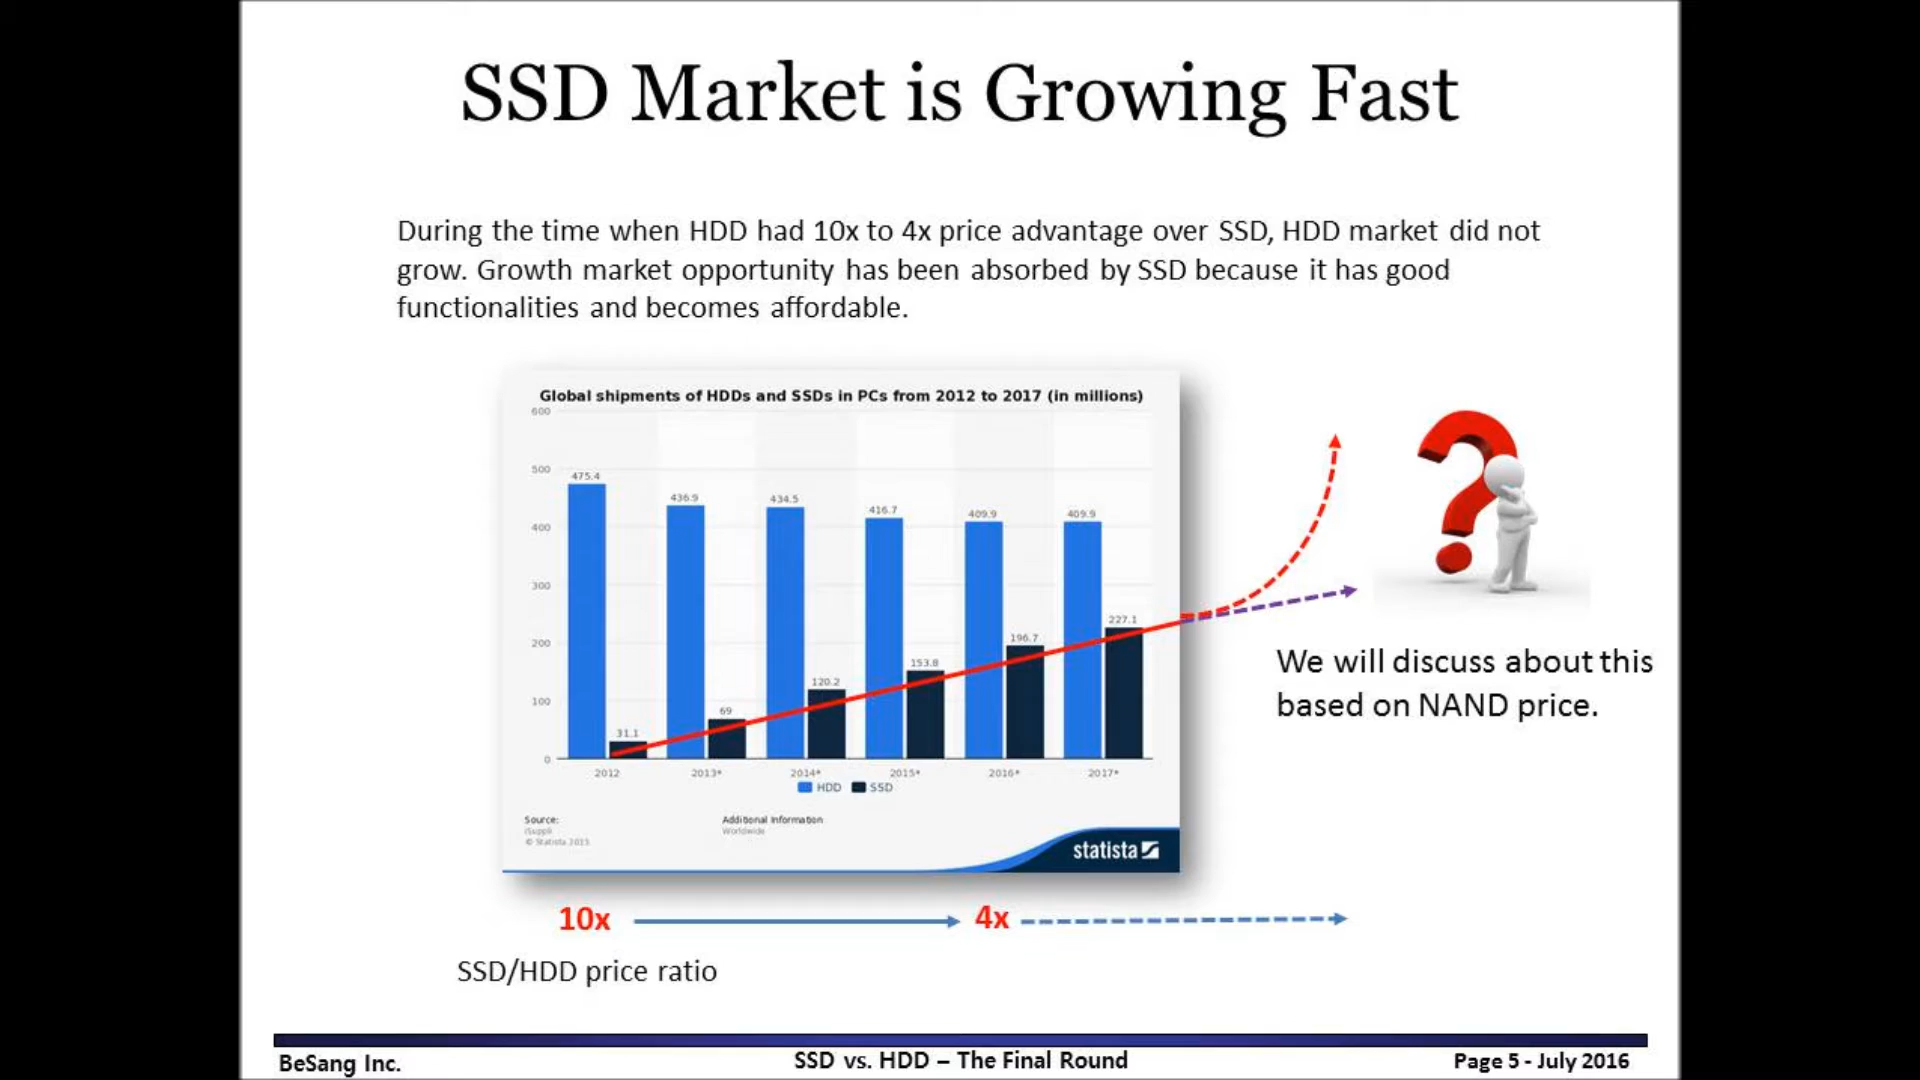 SSD Market is Growing Fast
During the time when HDD had 10x to 4x price advantage over SSD, HDD market did not
grow. Growth market opportunity has been absorbed by SSD because it has good
functionalities and becomes affordable.
Global shipments of HDDs and SSDs in PCs from 2012 to 2017 (in millions)
600
500
400
300
200
100
0
475.4
31.1
436.9
69
434.5
120.2
416.7
153.8
409.9
196.7
409.9
227.1
2012
2013*
2014*
2015*
2016*
2017*
HDD
SSD
Source:
iSuppli
© Statista 2015
Additional Information
Worldwide
statista
We will discuss about this
based on NAND price.
10x
4x
SSD/HDD price ratio
BeSang Inc.
SSD vs. HDD – The Final Round
Page 5 - July 2016